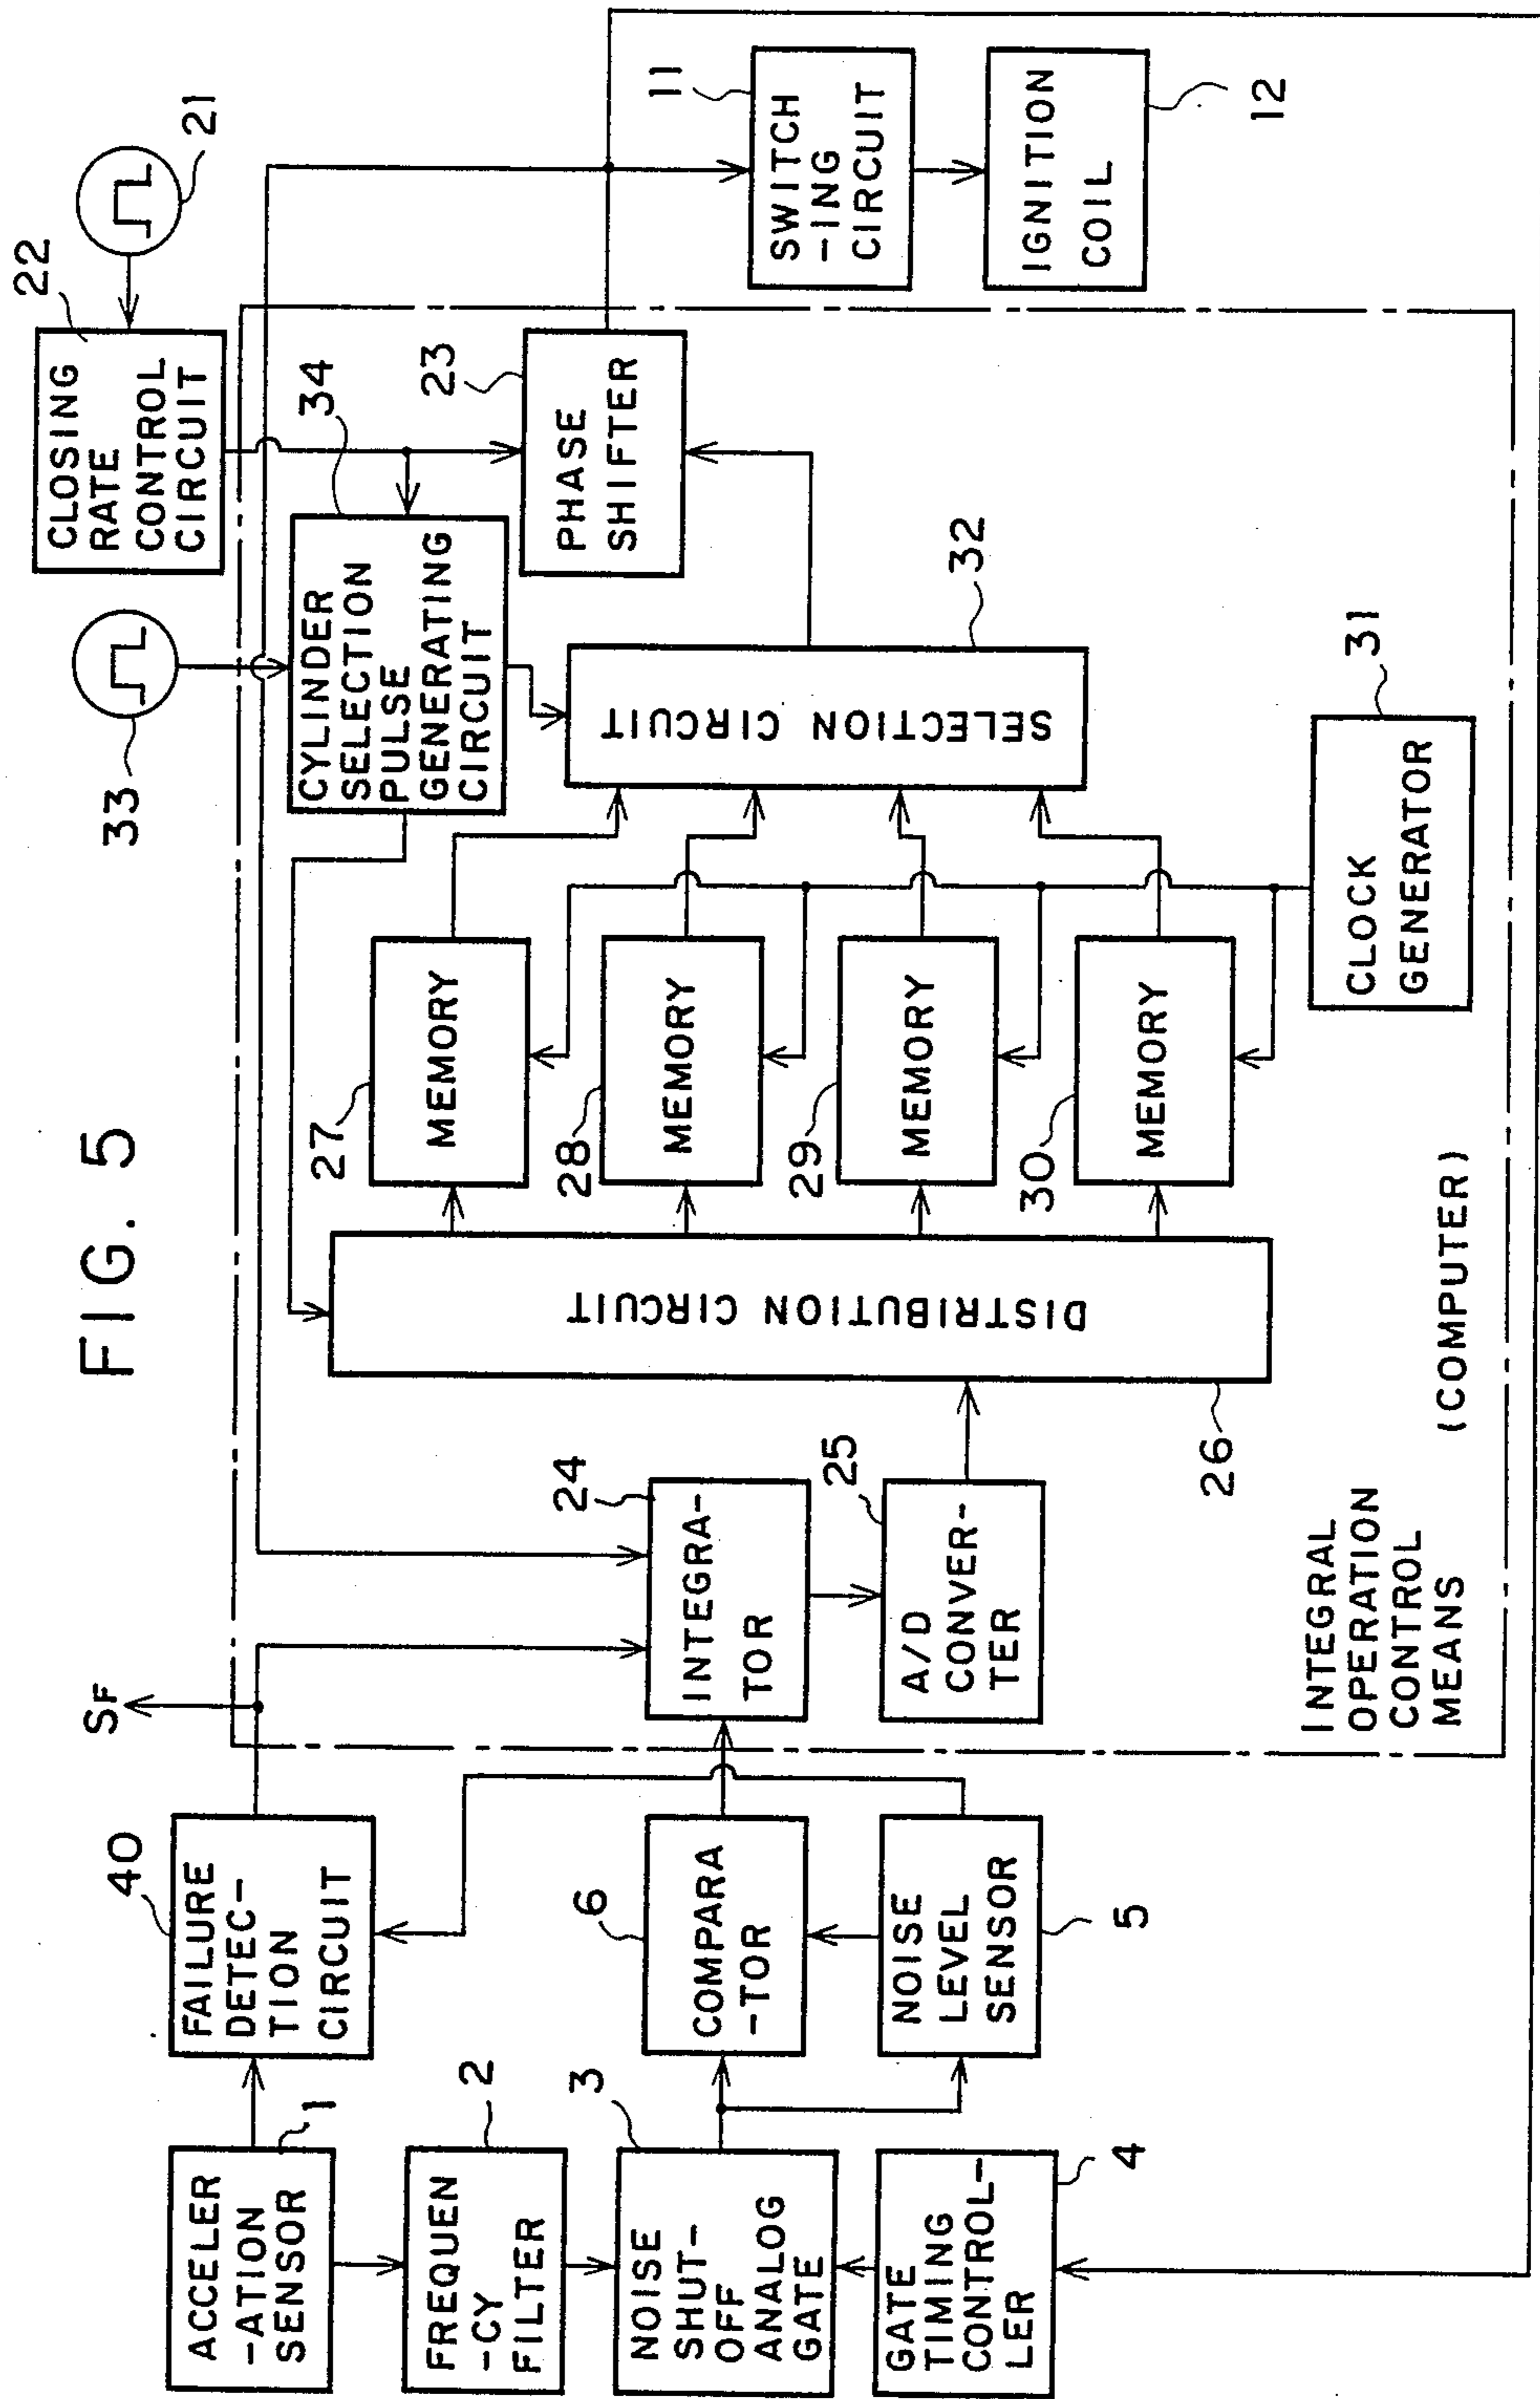 FIG. 5
ACCELER
-ATION
SENSOR
1
FREQUEN
-CY
FILTER
2
NOISE
SHUT-
OFF
ANALOG
GATE
3
GATE
TIMING
CONTROL-
LER
4
FAILURE
DETEC-
TION
CIRCUIT
40
SF
COMPARA
-TOR
6
NOISE
LEVEL
SENSOR
5
INTEGRA-
TOR
24
A/D
CONVER-
TER
25
INTEGRAL
OPERATION
CONTROL
MEANS
(COMPUTER)
DISTRIBUTION CIRCUIT
26
MEMORY
27
MEMORY
28
MEMORY
29
MEMORY
30
CLOCK
GENERATOR
31
SELECTION CIRCUIT
32
33
CYLINDER
SELECTION
PULSE
GENERATING
CIRCUIT
34
CLOSING
RATE
CONTROL
CIRCUIT
22
21
PHASE
SHIFTER
23
SWITCH
-ING
CIRCUIT
11
IGNITION
COIL
12